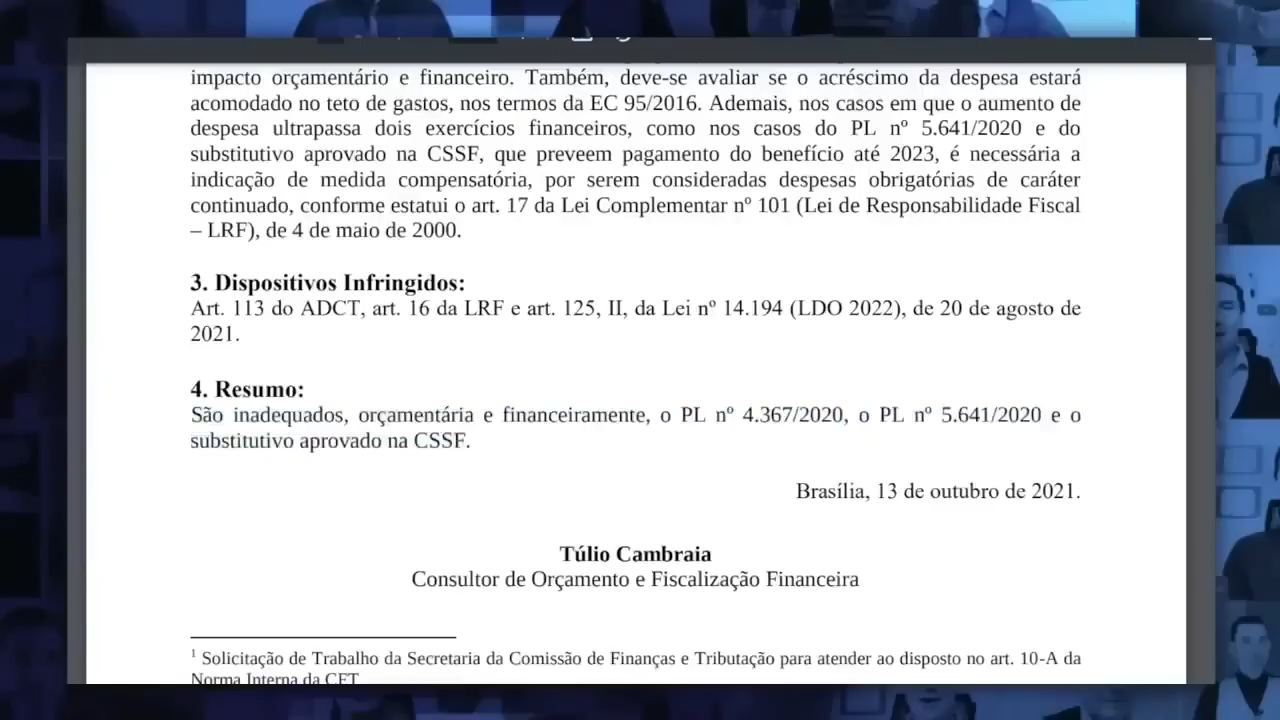 impacto orçamentário e financeiro. Também, deve-se avaliar se o acréscimo da despesa estará
acomodado no teto de gastos, nos termos da EC 95/2016. Ademais, nos casos em que o aumento de
despesa ultrapassa dois exercícios financeiros, como nos casos do PL nº 5.641/2020 e do
substitutivo aprovado na CSSF, que preveem pagamento do benefício até 2023, é necessária a
indicação de medida compensatória, por serem consideradas despesas obrigatórias de caráter
continuado, conforme estatui o art. 17 da Lei Complementar nº 101 (Lei de Responsabilidade Fiscal
– LRF), de 4 de maio de 2000.
3. Dispositivos Infringidos:
Art. 113 do ADCT, art. 16 da LRF e art. 125, II, da Lei nº 14.194 (LDO 2022), de 20 de agosto de
2021.
4. Resumo:
São inadequados, orçamentária e financeiramente, o PL nº 4.367/2020, o PL nº 5.641/2020 e o
substitutivo aprovado na CSSF.
Brasília, 13 de outubro de 2021.
Túlio Cambraia
Consultor de Orçamento e Fiscalização Financeira
1 Solicitação de Trabalho da Secretaria da Comissão de Finanças e Tributação para atender ao disposto no art. 10-A da
Norma Interna da CFT